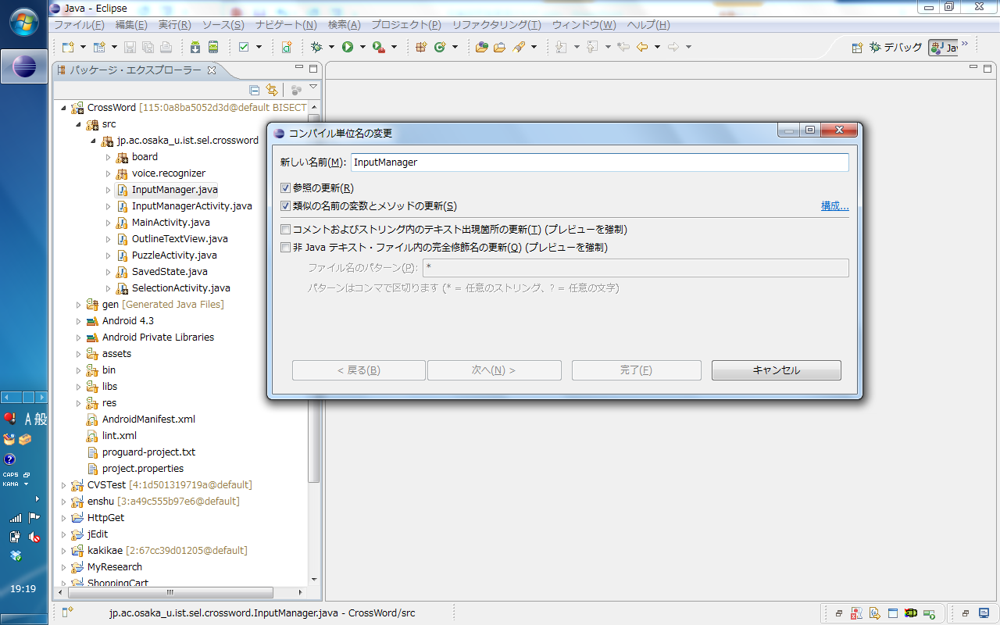 Java - Eclipse
ファイル(F) 編集(E) 実行(R) ソース(S) ナビゲート(N) 検索(A) プロジェクト(P) リファクタリング(T) ウィンドウ(W) ヘルプ(H)
デバッグ Jav
パッケージ・エクスプローラー
CrossWord [115:0a8ba5052d3d@default BISECT
src
jp.ac.osaka_u.ist.sel.crossword
board
voice.recognizer
InputManager.java
InputManagerActivity.java
MainActivity.java
OutlineTextView.java
PuzzleActivity.java
SavedState.java
SelectionActivity.java
gen [Generated Java Files]
Android 4.3
Android Private Libraries
assets
bin
libs
res
AndroidManifest.xml
lint.xml
proguard-project.txt
project.properties
CVSTest [4:1d501319719a@default]
enshu [3:a49c555b97e6@default]
HttpGet
jEdit
kakikae [2:67cc39d01205@default]
MyResearch
ShoppingCart
コンパイル単位名の変更
新しい名前(M): InputManager
参照の更新(R)
類似の名前の変数とメソッドの更新(S) 構成...
コメントおよびストリング内のテキスト出現箇所の更新(T) (プレビューを強制)
非 Java テキスト・ファイル内の完全修飾名の更新(Q) (プレビューを強制)
ファイル名のパターン(P): *
パターンはコンマで区切ります (* = 任意のストリング、? = 任意の文字)
< 戻る(B) 次へ(N) > 完了(F) キャンセル
A 般
CAPS
KANA
19:19
jp.ac.osaka_u.ist.sel.crossword.InputManager.java - CrossWord/src